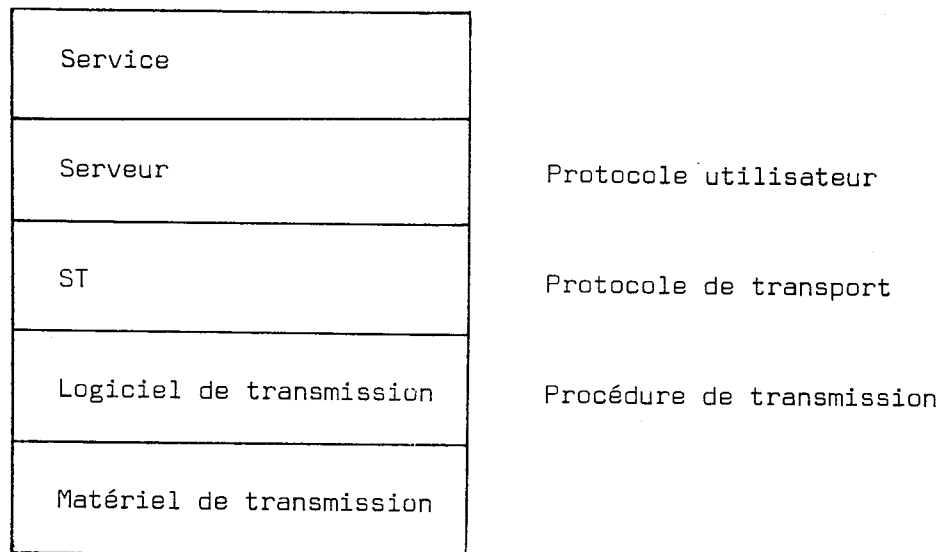 Service
Serveur Protocole utilisateur
ST Protocole de transport
Logiciel de transmission Procédure de transmission
Matériel de transmission